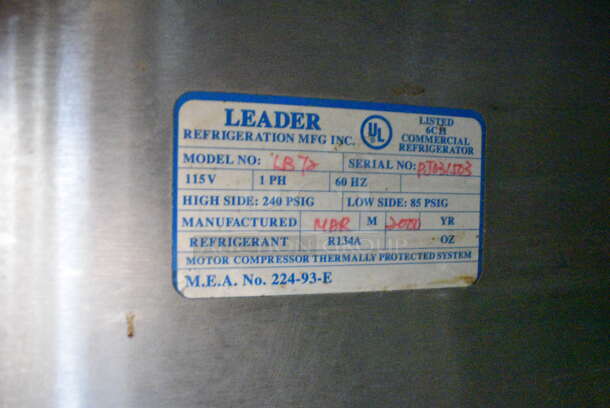 LEADER
REFRIGERATION MFG INC.
UL
LISTED
6CH
COMMERCIAL
REFRIGERATOR
MODEL NO: LB72 SERIAL NO:
115V 1 PH 60 HZ
HIGH SIDE: 240 PSIG LOW SIDE: 85 PSIG
MANUFACTURED MAR M 2000 YR
REFRIGERANT R134A OZ
MOTOR COMPRESSOR THERMALLY PROTECTED SYSTEM
M.E.A. No. 224-93-E